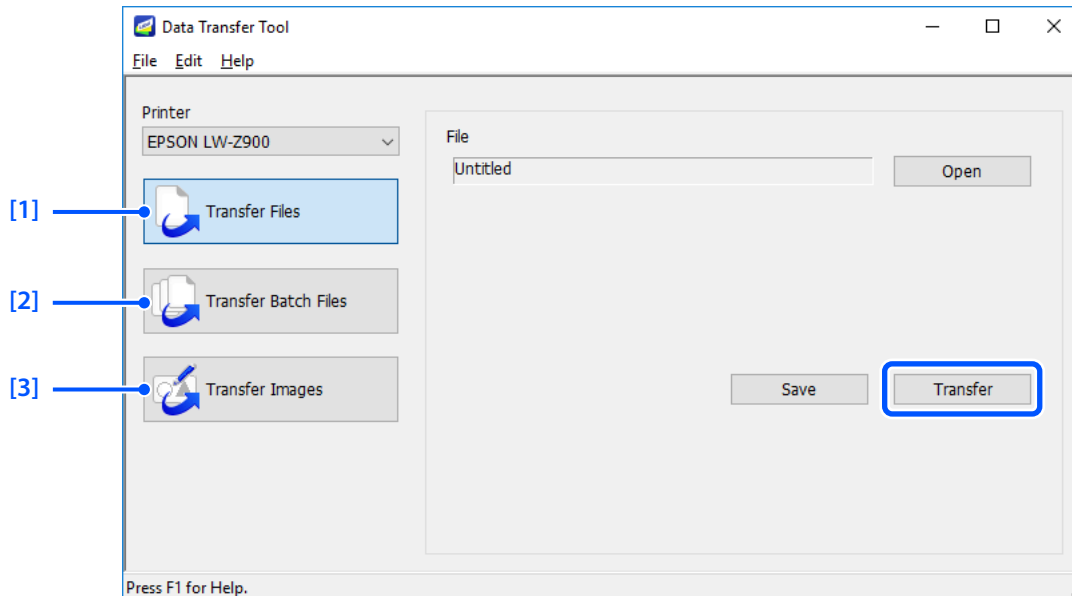 Data Transfer Tool
File Edit Help
Printer
EPSON LW-Z900
File
Untitled
Open
[1]
Transfer Files
[2]
Transfer Batch Files
[3]
Transfer Images
Save
Transfer
Press F1 for Help.